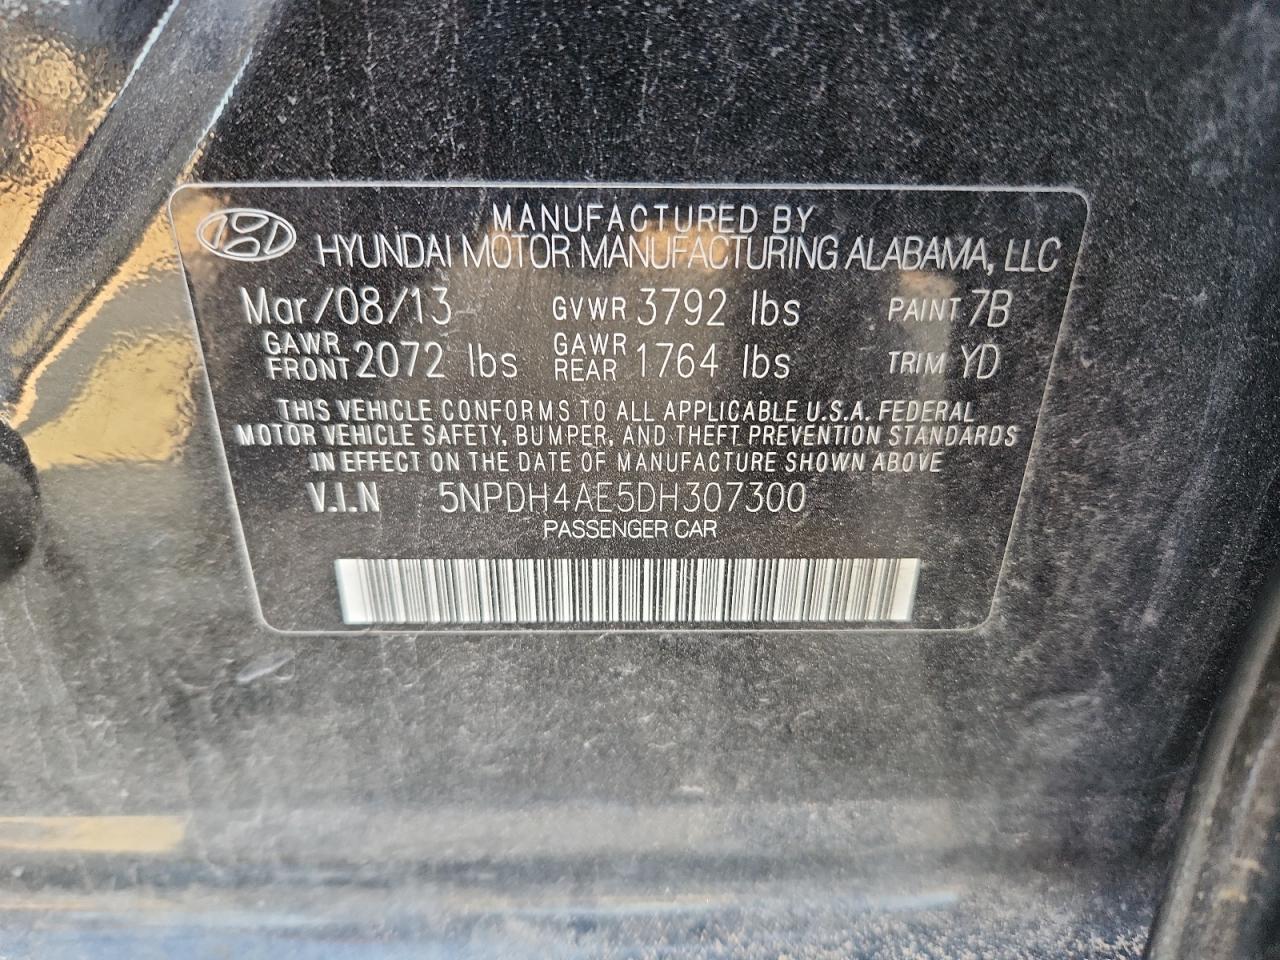 MANUFACTURED BY
HYUNDAI MOTOR MANUFACTURING ALABAMA, LLC
Mar/08/13 GVWR 3792 lbs PAINT 7B
GAWR FRONT 2072 lbs GAWR REAR 1764 lbs TRIM YD
THIS VEHICLE CONFORMS TO ALL APPLICABLE U.S.A. FEDERAL
MOTOR VEHICLE SAFETY, BUMPER, AND THEFT PREVENTION STANDARDS
IN EFFECT ON THE DATE OF MANUFACTURE SHOWN ABOVE
V.I.N 5NPDH4AE5DH307300
PASSENGER CAR